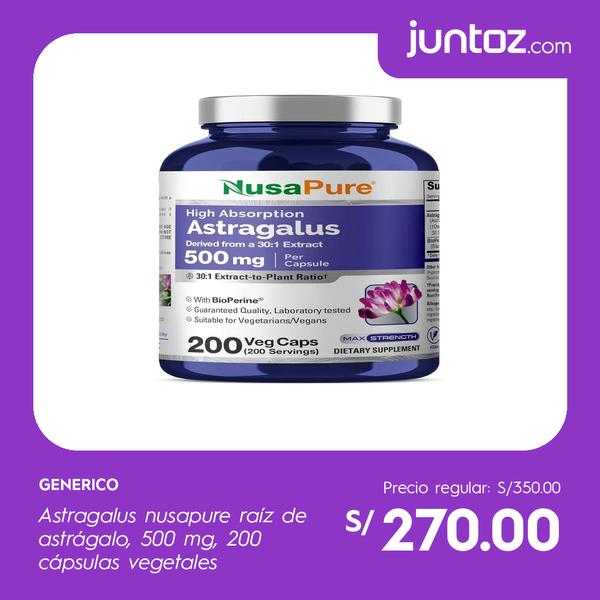 juntoz.com
NusaPure®
High Absorption
Astragalus
Derived from a 30:1 Extract
500 mg | Per Capsule
30:1 Extract-to-Plant Ratio†
With BioPerine®
Guaranteed Quality, Laboratory tested
Suitable for Vegetarians/Vegans
200 Veg Caps
(200 Servings)
MAX STRENGTH
DIETARY SUPPLEMENT
GENERICO
Astragalus nusapure raíz de
astrágalo, 500 mg, 200
cápsulas vegetales
Precio regular: S/350.00
S/ 270.00